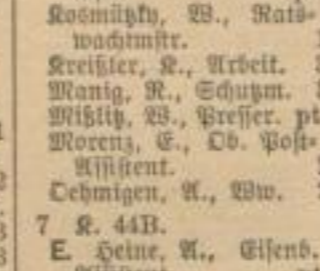 Kosmützky, W., Rats-
wachtmstr.
Kreißler, K., Arbeit.
Manig, R., Schutzm.
Mißlitz, W., Presser. pt
Morenz, E., Ob. Post-
Assistent.
Oehmigen, A., Ww.
7 K. 44B.
E. Heine, A., Eisenb.